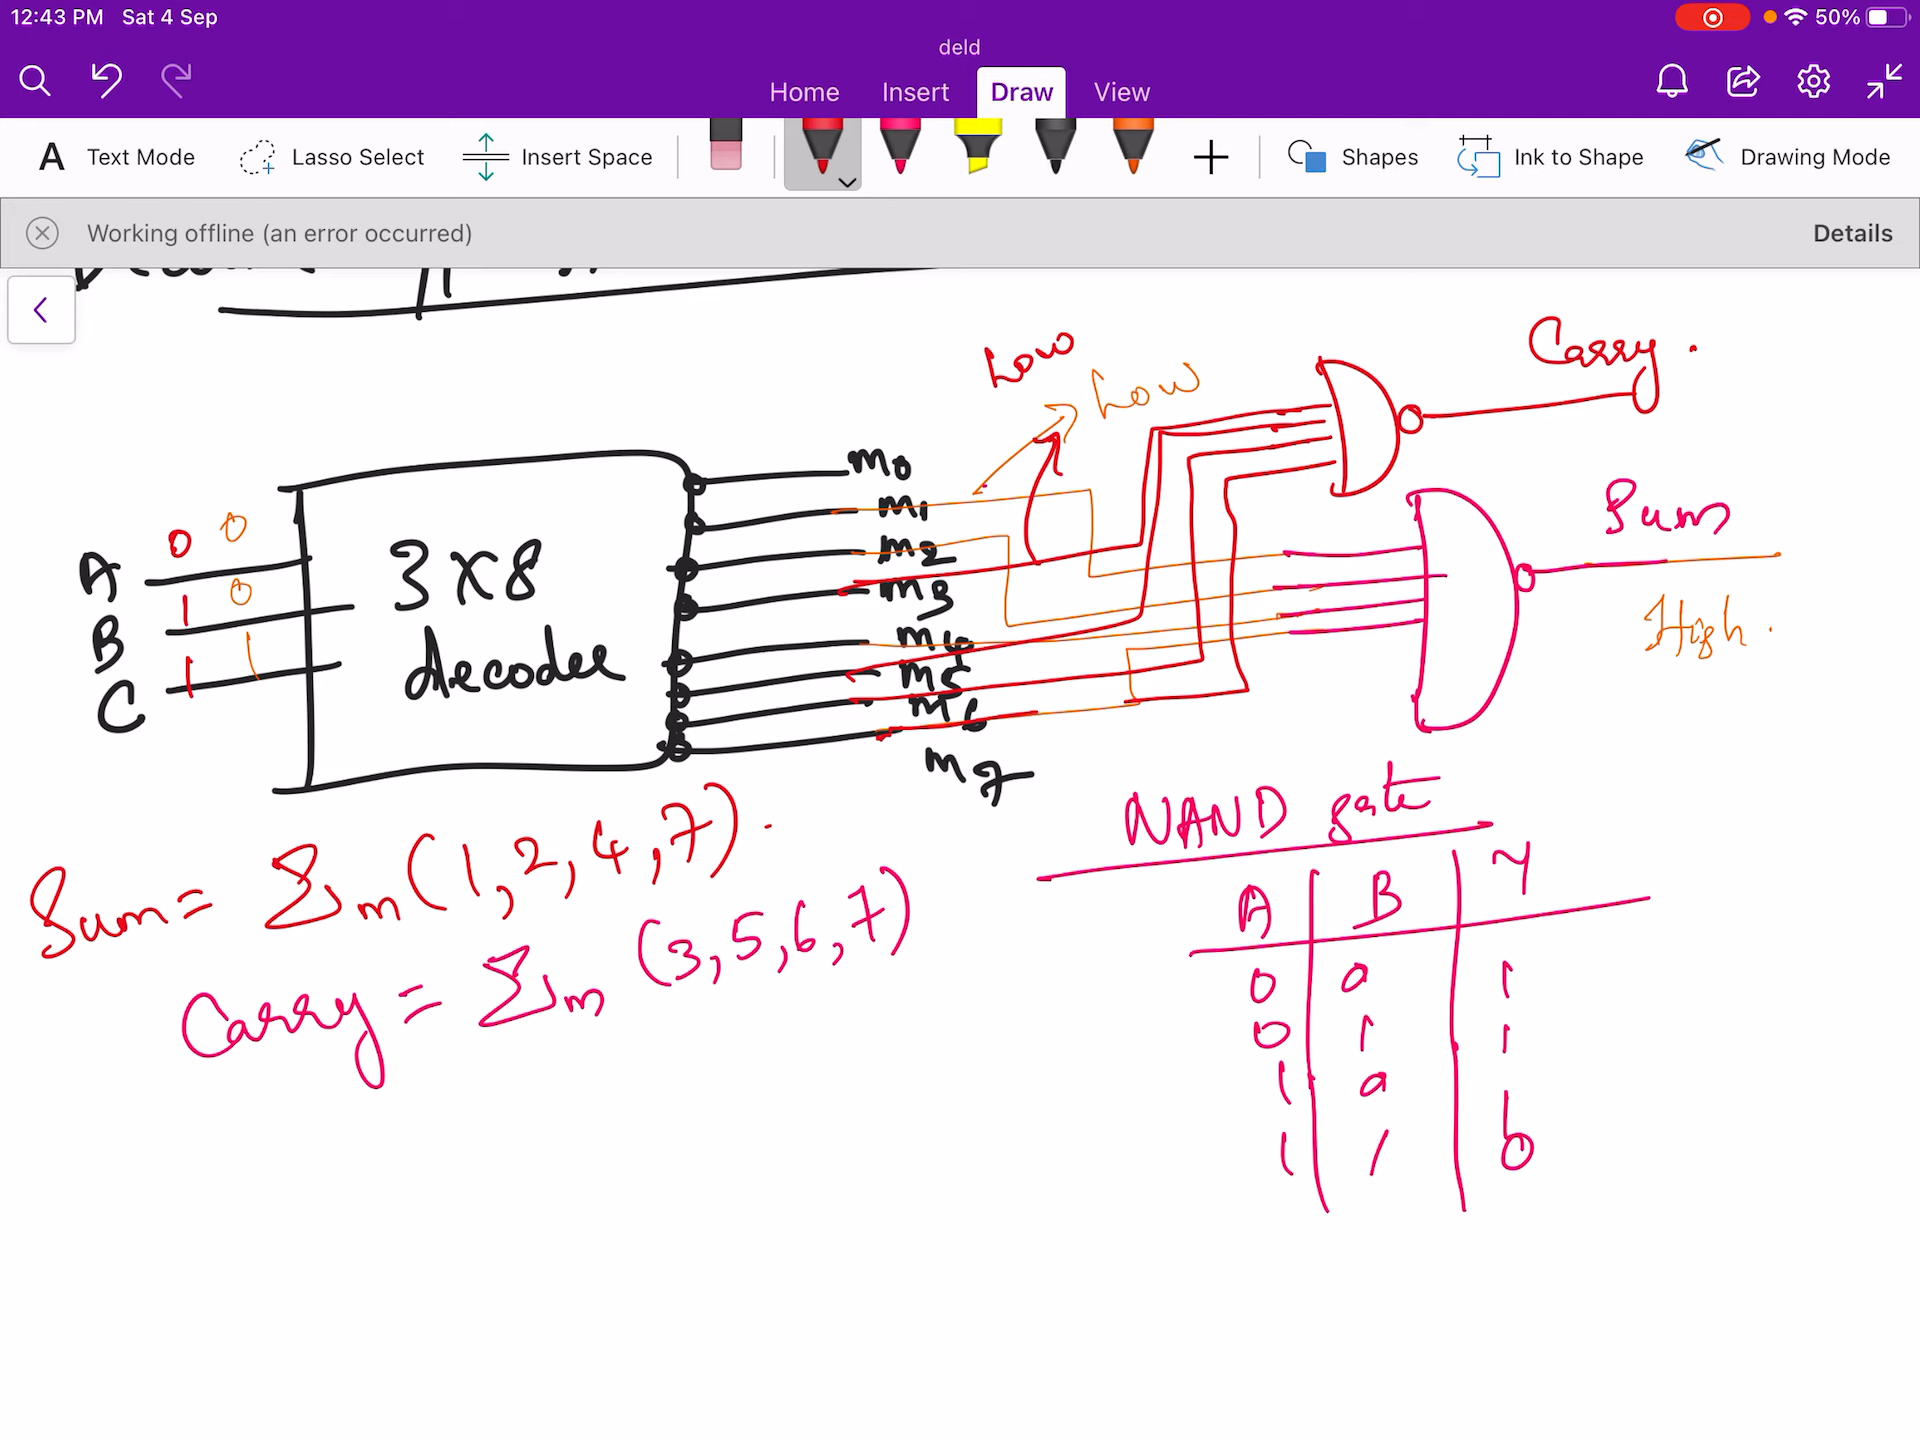 12:43 PM Sat 4 Sep
50%
deld
Home Insert Draw View
Text Mode Lasso Select Insert Space Shapes Ink to Shape Drawing Mode
Working offline (an error occurred) Details
Low
Low
Carry.
m0
m1
m2
m3
m4
m5
m6
m7
0 0
A
1 0
B
1 1
C
3X8
decoder
Sum
High.
Sum = Σm(1,2,4,7).
Carry = Σm (3,5,6,7)
NAND gate
A B Y
0 0 1
0 1 1
1 0 1
1 1 0